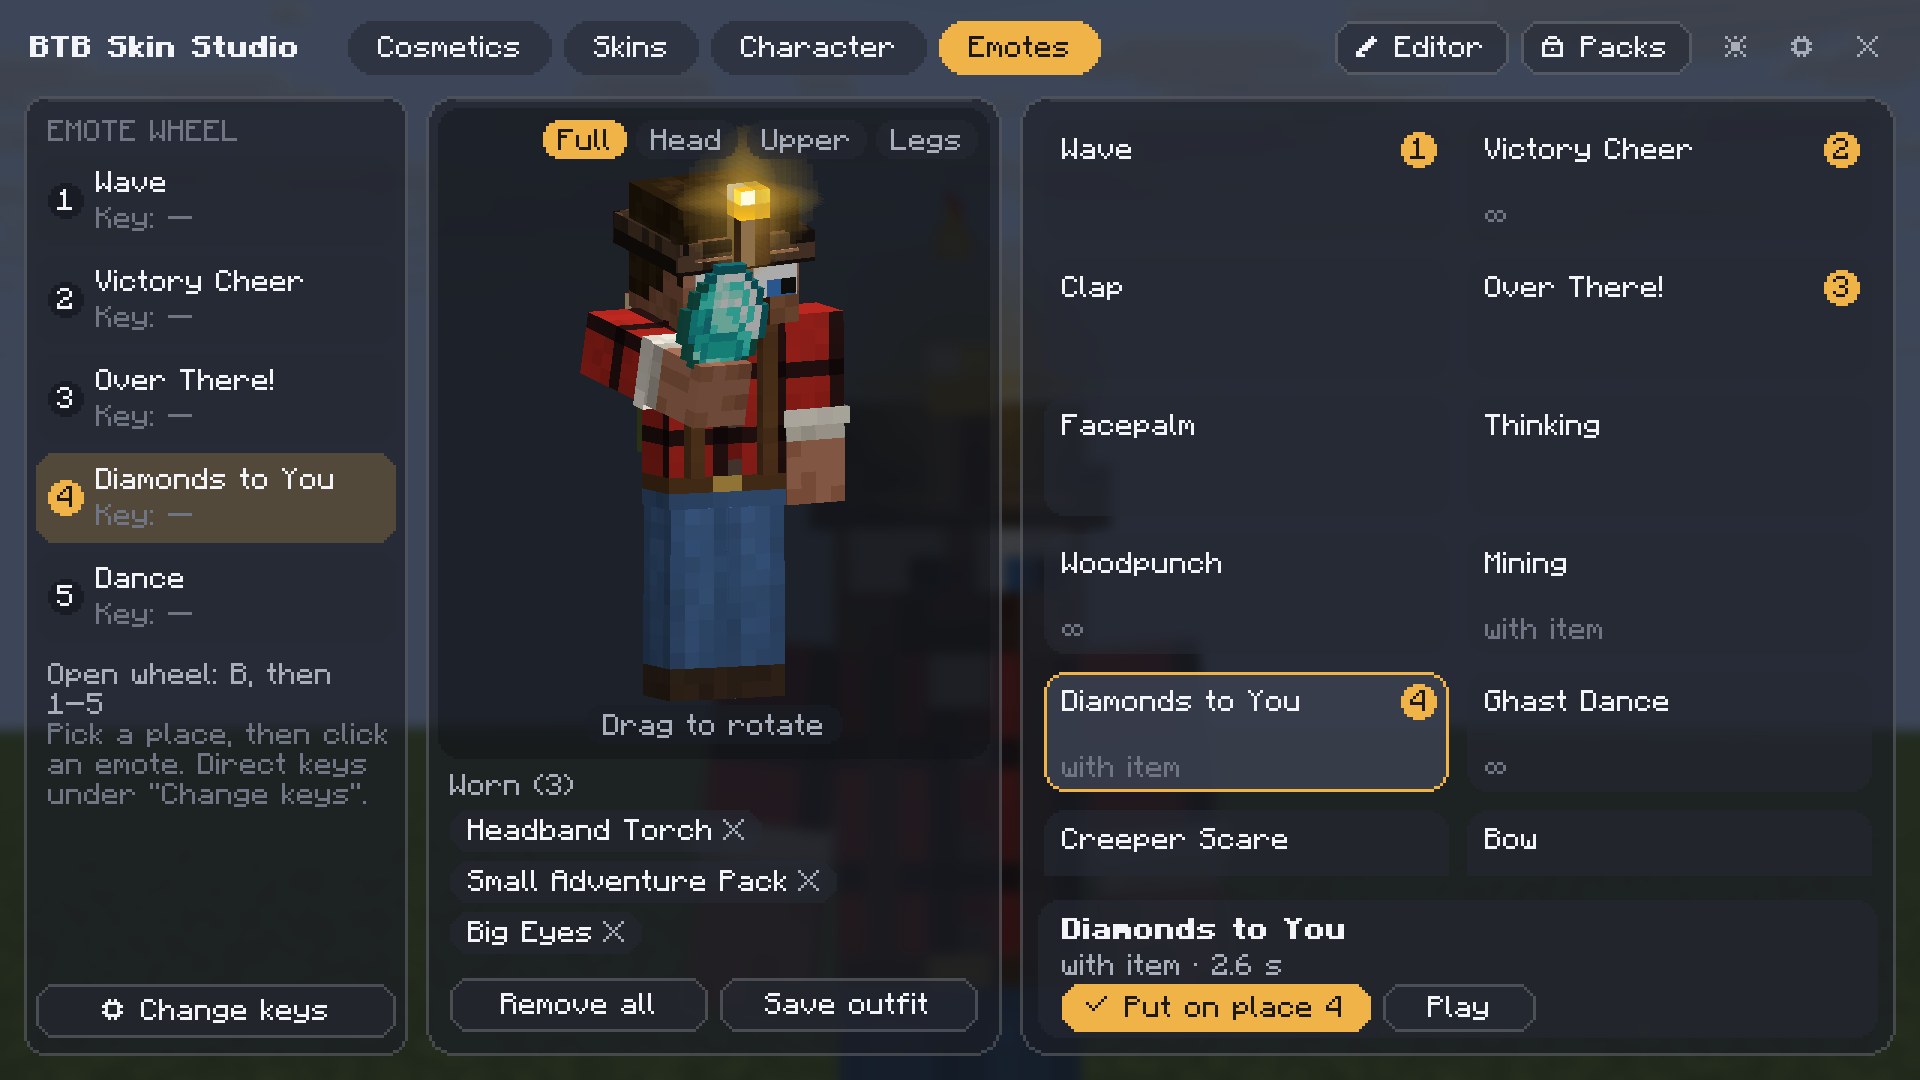 BTB Skin Studio
Cosmetics
Skins
Character
Emotes
Editor
Packs
EMOTE WHEEL
1
Wave
Key: —
2
Victory Cheer
Key: —
3
Over There!
Key: —
4
Diamonds to You
Key: —
5
Dance
Key: —
Open wheel: B, then
1–5
Pick a place, then click
an emote. Direct keys
under "Change keys".
Change keys
Full
Head
Upper
Legs
Drag to rotate
Worn (3)
Headband Torch
Small Adventure Pack
Big Eyes
Remove all
Save outfit
Wave
1
Victory Cheer
2
∞
Clap
Over There!
3
Facepalm
Thinking
Woodpunch
∞
Mining
with item
Diamonds to You
4
with item
Ghast Dance
∞
Creeper Scare
Bow
Diamonds to You
with item · 2.6 s
✓ Put on place 4
Play